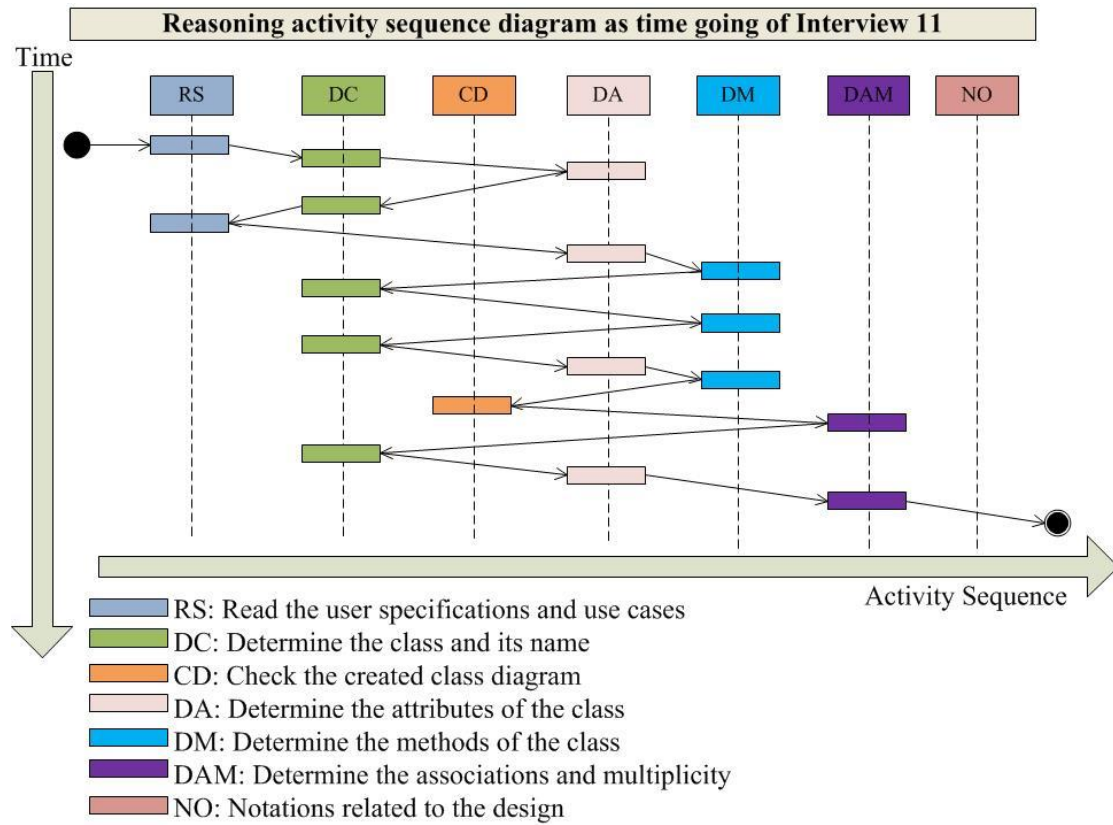 Reasoning activity sequence diagram as time going of Interview 11
Time
RS DC CD DA DM DAM NO
Activity Sequence
RS: Read the user specifications and use cases
DC: Determine the class and its name
CD: Check the created class diagram
DA: Determine the attributes of the class
DM: Determine the methods of the class
DAM: Determine the associations and multiplicity
NO: Notations related to the design